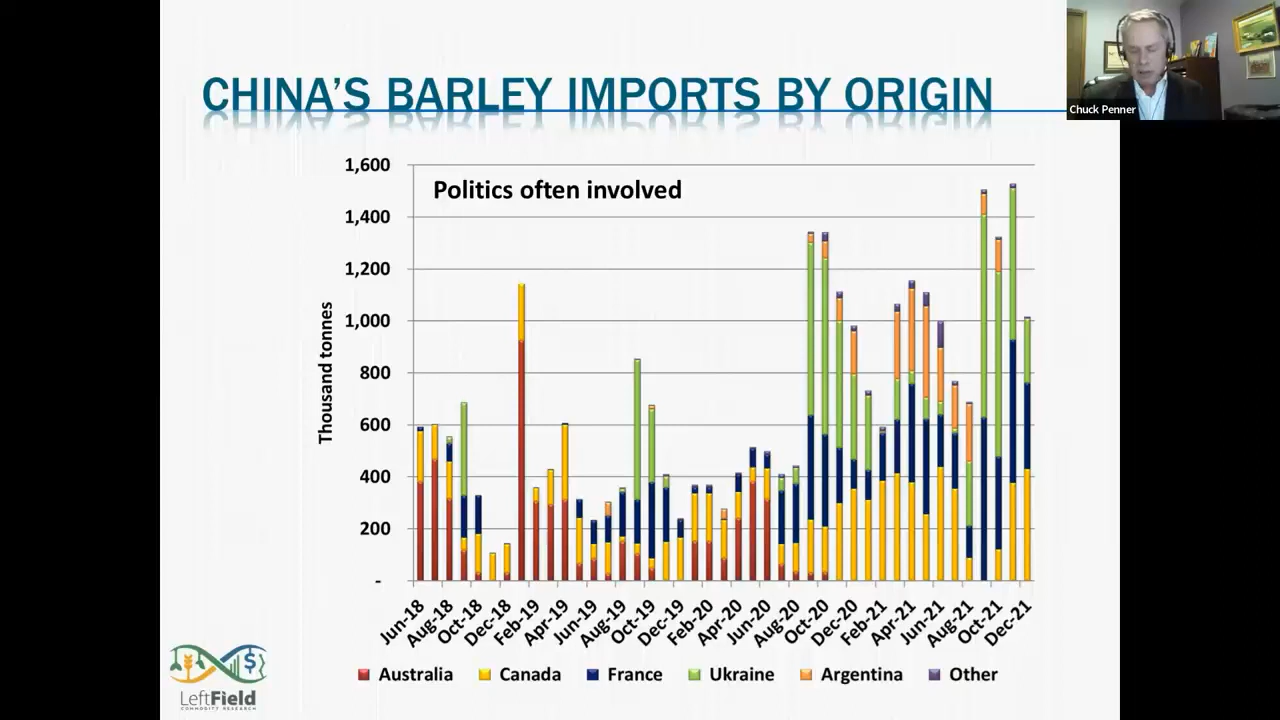 CHINA'S BARLEY IMPORTS BY ORIGIN
Chuck Penner
Politics often involved
Thousand tonnes
1,600
1,400
1,200
1,000
800
600
400
200
-
Jun-18
Aug-18
Oct-18
Dec-18
Feb-19
Apr-19
Jun-19
Aug-19
Oct-19
Dec-19
Feb-20
Apr-20
Jun-20
Aug-20
Oct-20
Dec-20
Feb-21
Apr-21
Jun-21
Aug-21
Oct-21
Dec-21
Australia
Canada
France
Ukraine
Argentina
Other
LeftField
COMMODITY RESEARCH